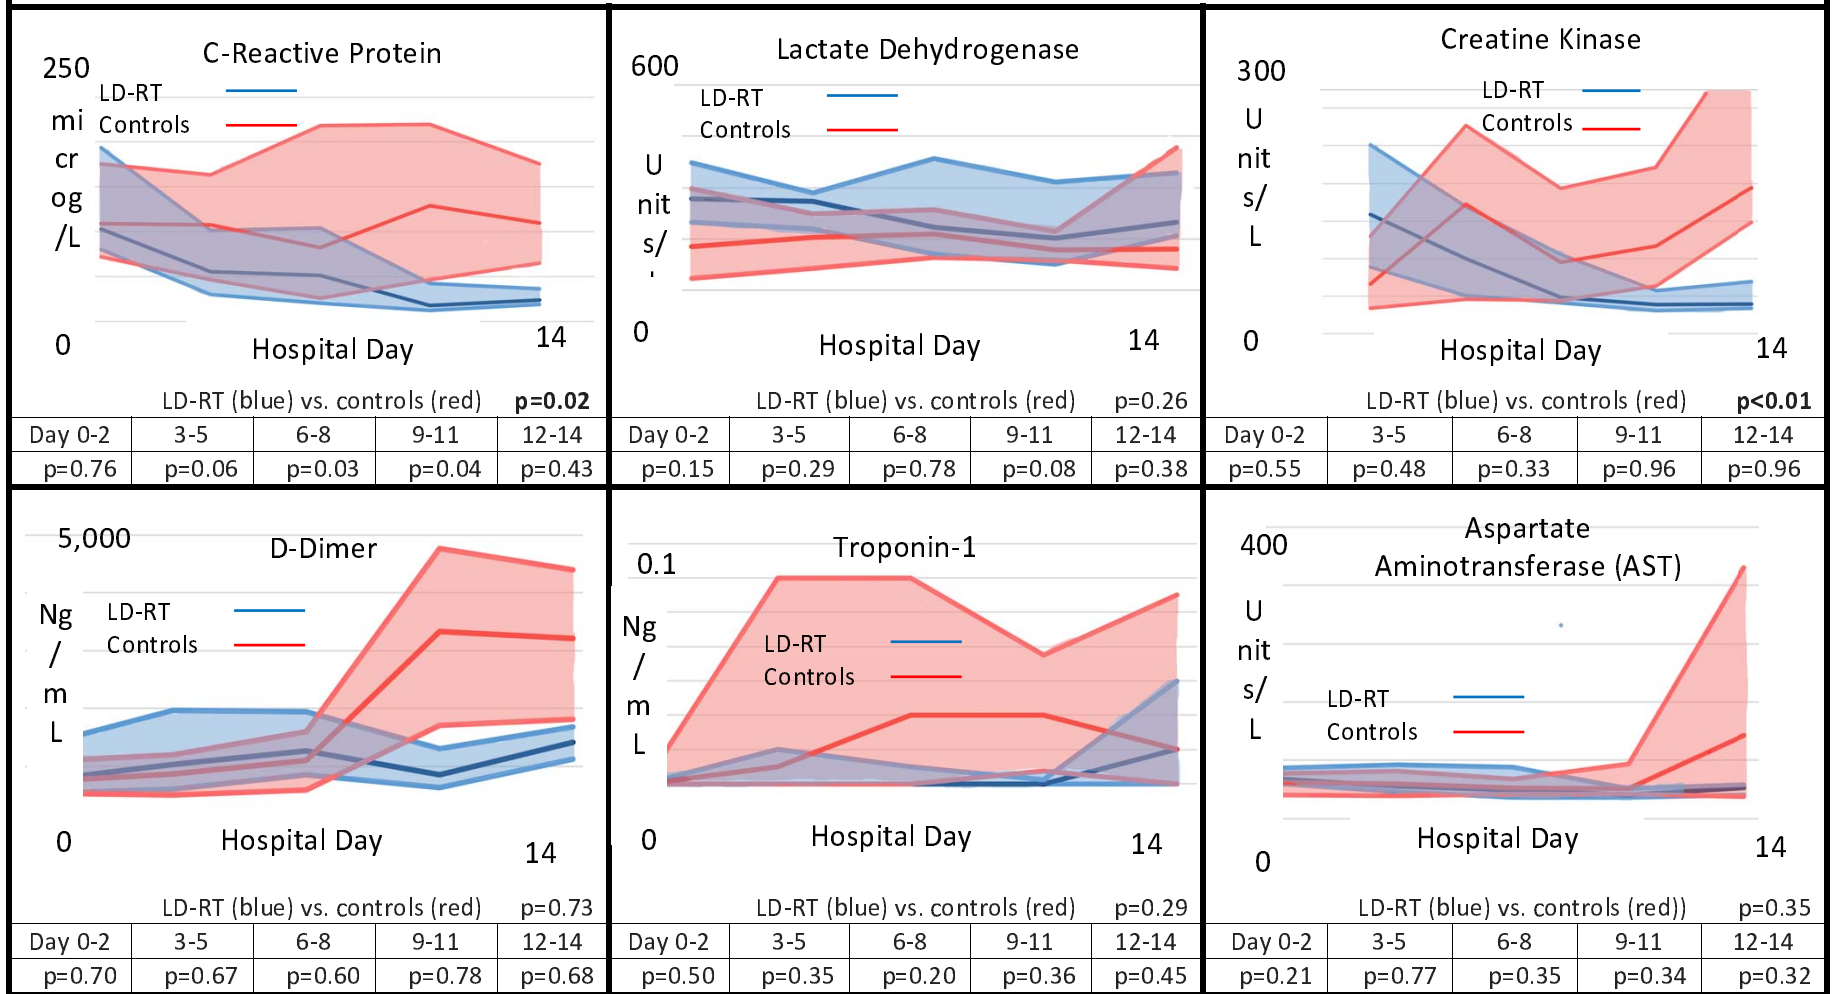 C-Reactive Protein
250
LD-RT
Controls
mi
cr
og
/L
0
Hospital Day
14
LD-RT (blue) vs. controls (red) p=0.02
Day 0-2 3-5 6-8 9-11 12-14
p=0.76 p=0.06 p=0.03 p=0.04 p=0.43
Lactate Dehydrogenase
600
LD-RT
Controls
U
nit
s/
0
Hospital Day
14
LD-RT (blue) vs. controls (red) p=0.26
Day 0-2 3-5 6-8 9-11 12-14
p=0.15 p=0.29 p=0.78 p=0.08 p=0.38
Creatine Kinase
300
LD-RT
Controls
U
nit
s/
L
0
Hospital Day
14
LD-RT (blue) vs. controls (red) p<0.01
Day 0-2 3-5 6-8 9-11 12-14
p=0.55 p=0.48 p=0.33 p=0.96 p=0.96
5,000
D-Dimer
Ng
/
m
L
LD-RT
Controls
0
Hospital Day
14
LD-RT (blue) vs. controls (red) p=0.73
Day 0-2 3-5 6-8 9-11 12-14
p=0.70 p=0.67 p=0.60 p=0.78 p=0.68
Troponin-1
0.1
Ng
/
m
L
LD-RT
Controls
0
Hospital Day
14
LD-RT (blue) vs. controls (red) p=0.29
Day 0-2 3-5 6-8 9-11 12-14
p=0.50 p=0.35 p=0.20 p=0.36 p=0.45
Aspartate
Aminotransferase (AST)
400
U
nit
s/
L
LD-RT
Controls
0
Hospital Day
14
LD-RT (blue) vs. controls (red)) p=0.35
Day 0-2 3-5 6-8 9-11 12-14
p=0.21 p=0.77 p=0.35 p=0.34 p=0.32